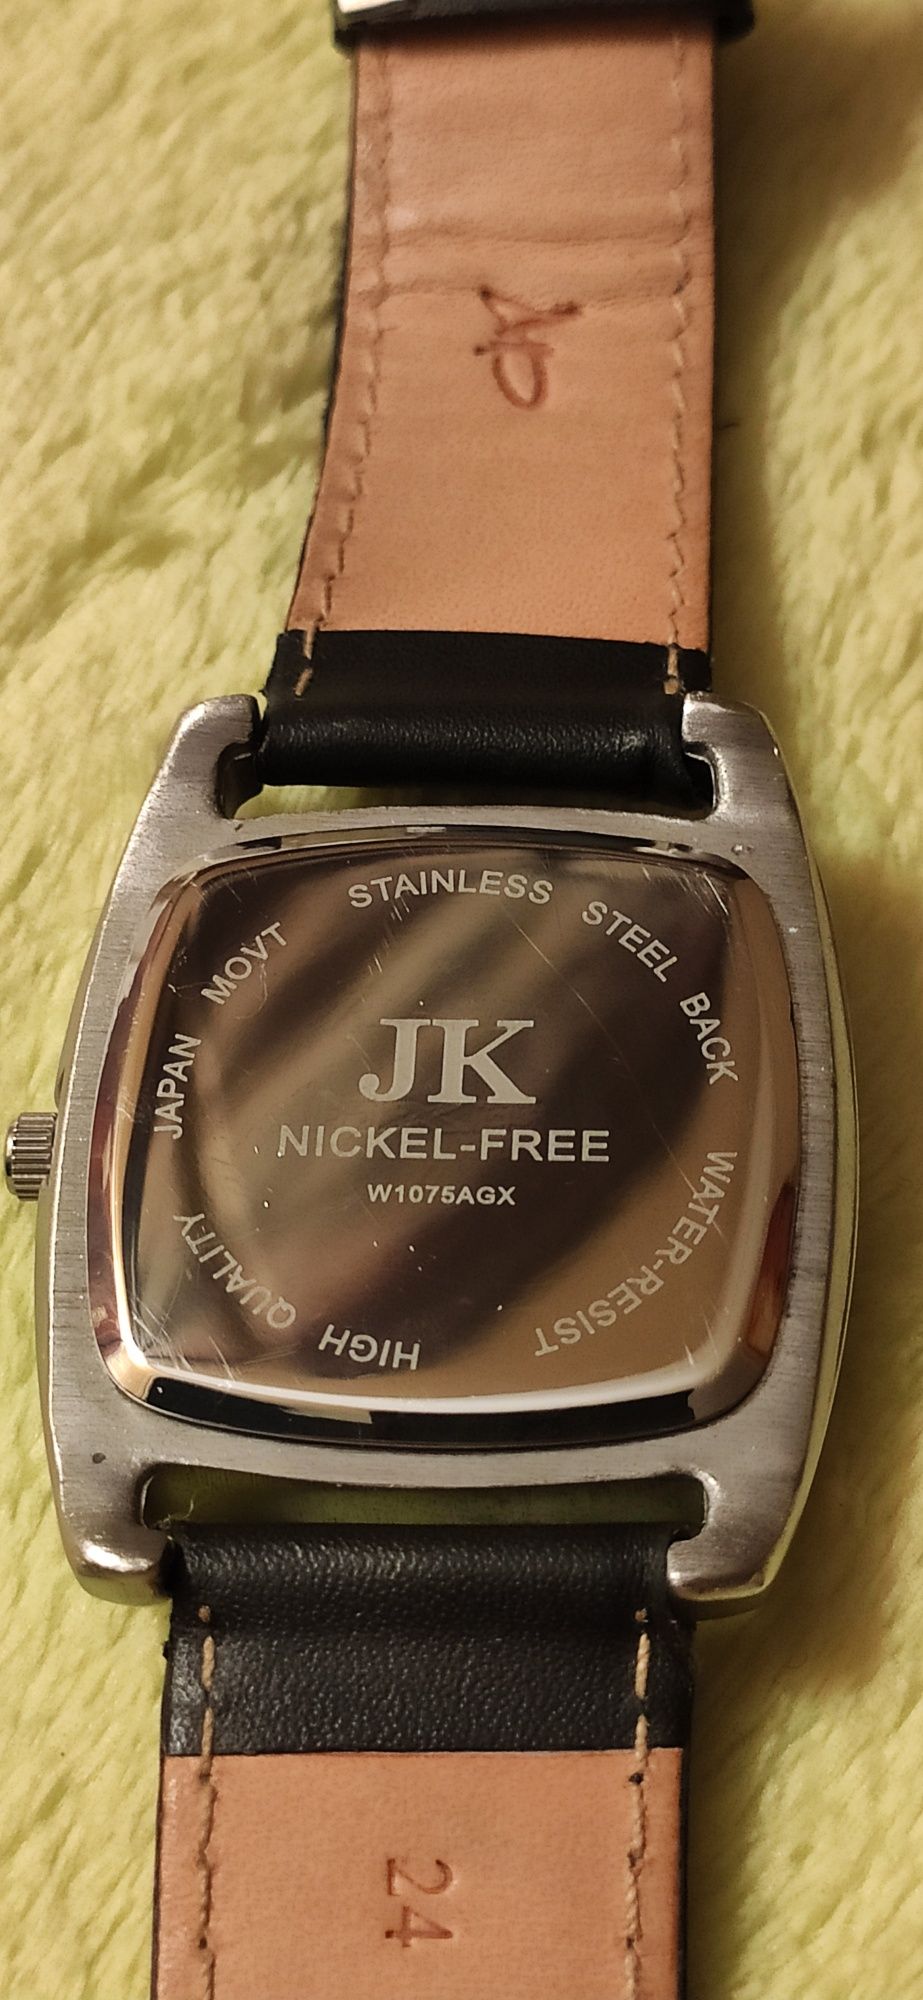 STAINLESS STEEL BACK
WATER-RESIST
HIGH QUALITY
JAPAN MOVT
JK
NICKEL-FREE
W1075AGX
24